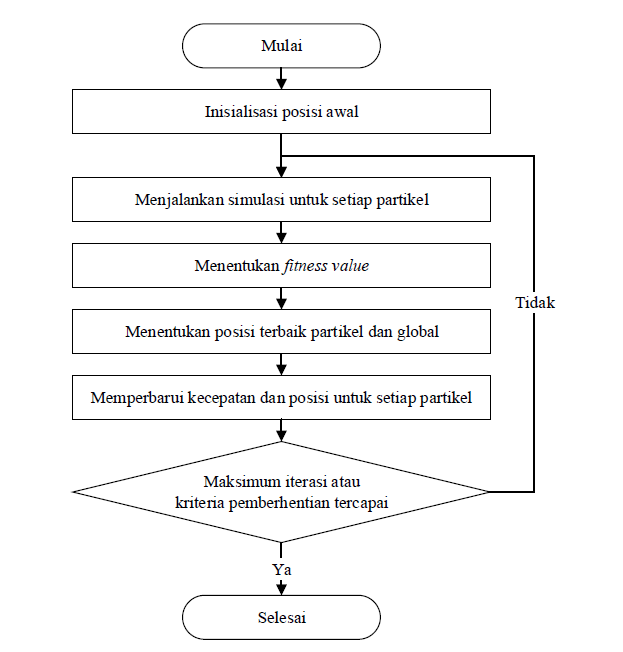 Mulai
Inisialisasi posisi awal
Menjalankan simulasi untuk setiap partikel
Menentukan fitness value
Tidak
Menentukan posisi terbaik partikel dan global
Memperbarui kecepatan dan posisi untuk setiap partikel
Maksimum iterasi atau
kriteria pemberhentian tercapai
Ya
Selesai